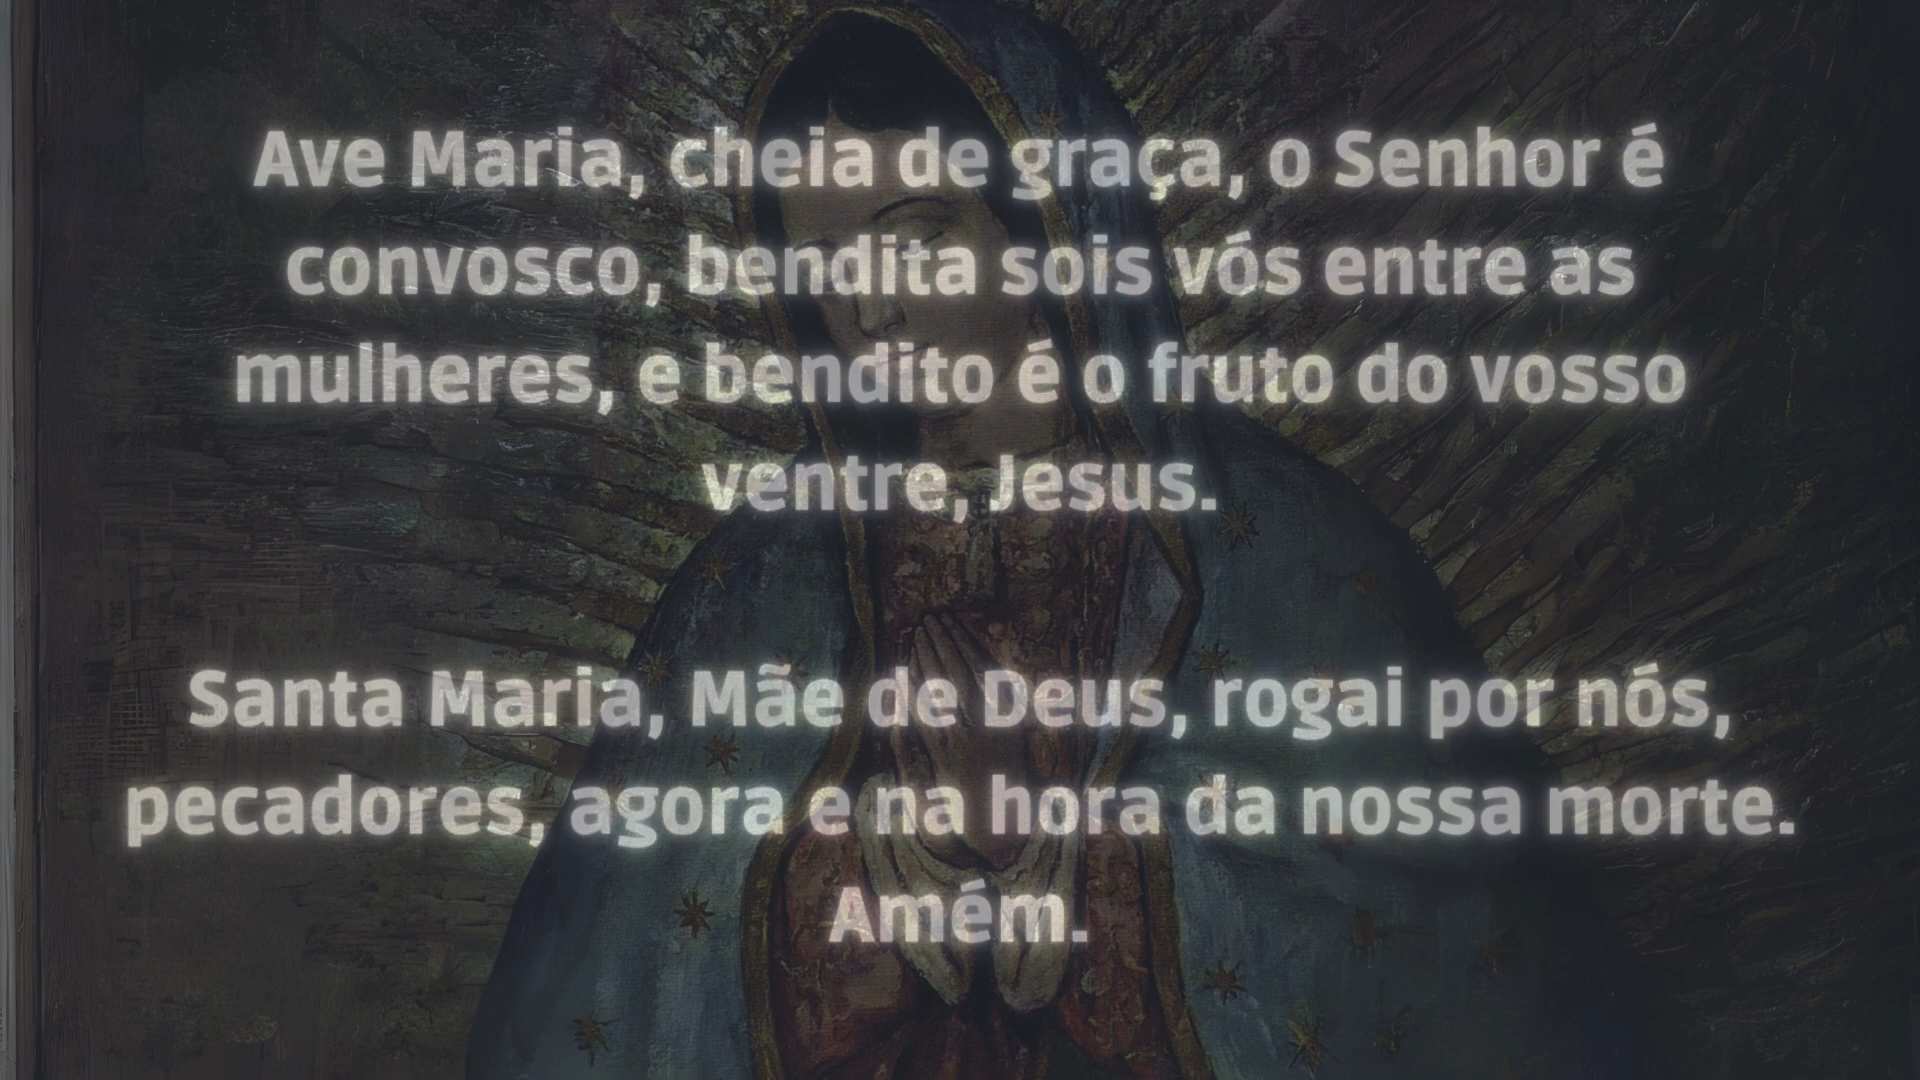 Ave Maria, cheia de graça, o Senhor é
convosco, bendita sois vós entre as
mulheres, e bendito é o fruto do vosso
ventre, Jesus.
Santa Maria, Mãe de Deus, rogai por nós,
pecadores, agora e na hora da nossa morte.
Amém.